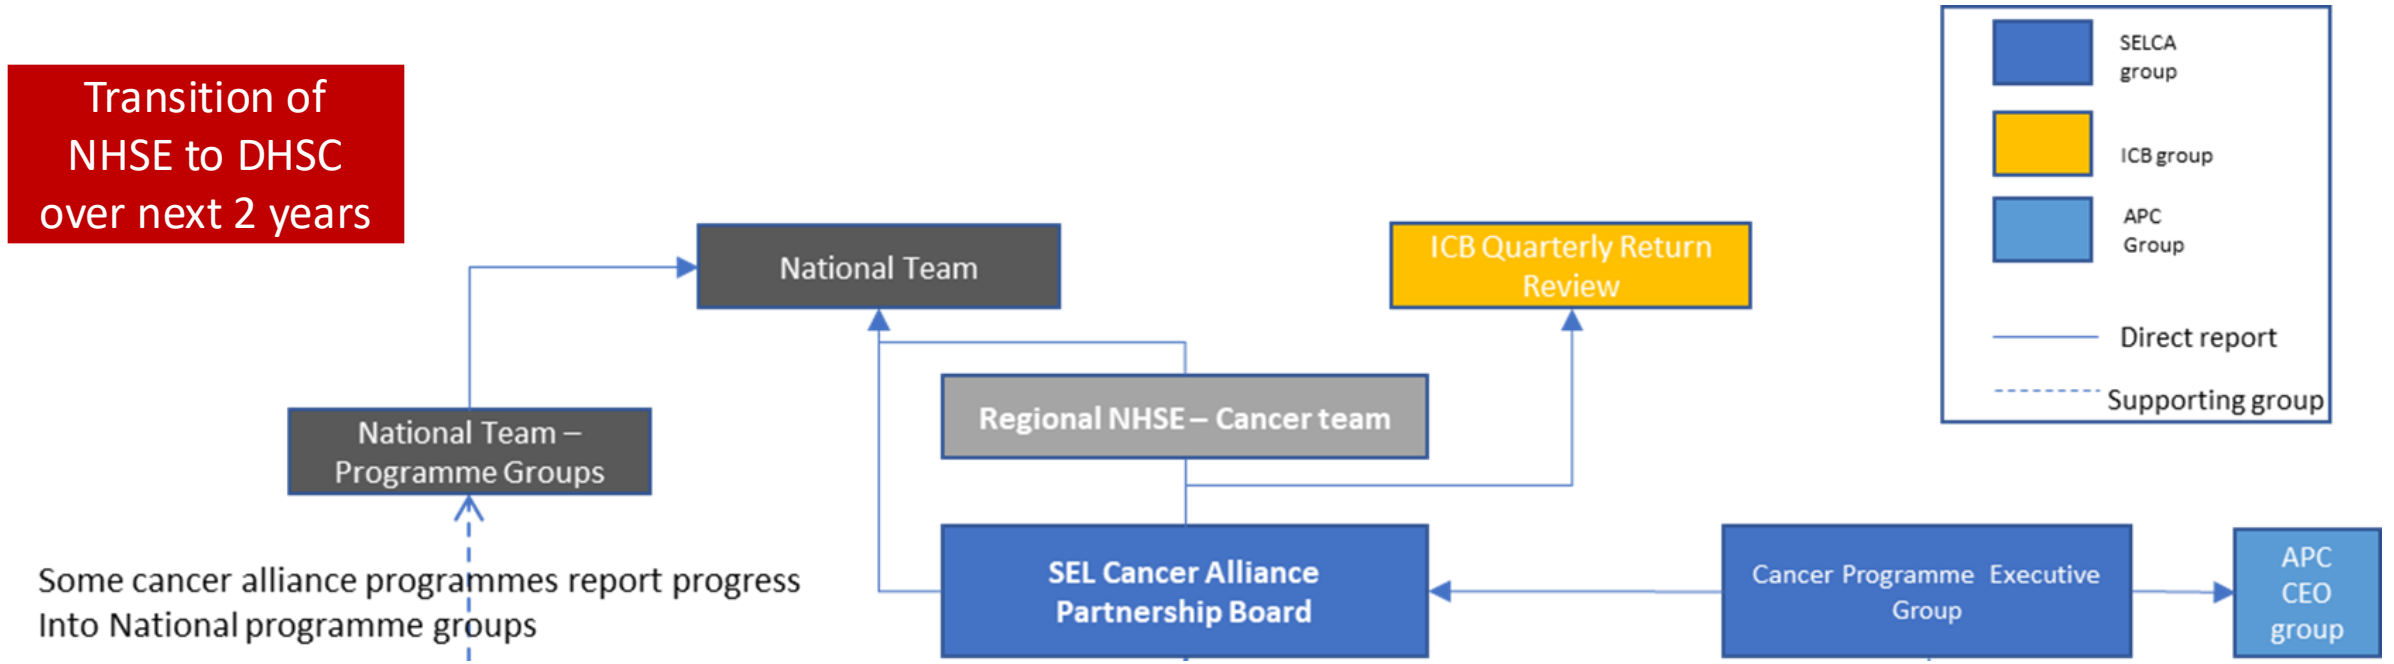 Transition of
NHSE to DHSC
over next 2 years
SELCA
group
ICB group
APC
Group
Direct report
Supporting group
National Team
ICB Quarterly Return
Review
Regional NHSE – Cancer team
National Team –
Programme Groups
Some cancer alliance programmes report progress
Into National programme groups
SEL Cancer Alliance
Partnership Board
Cancer Programme Executive
Group
APC
CEO
group